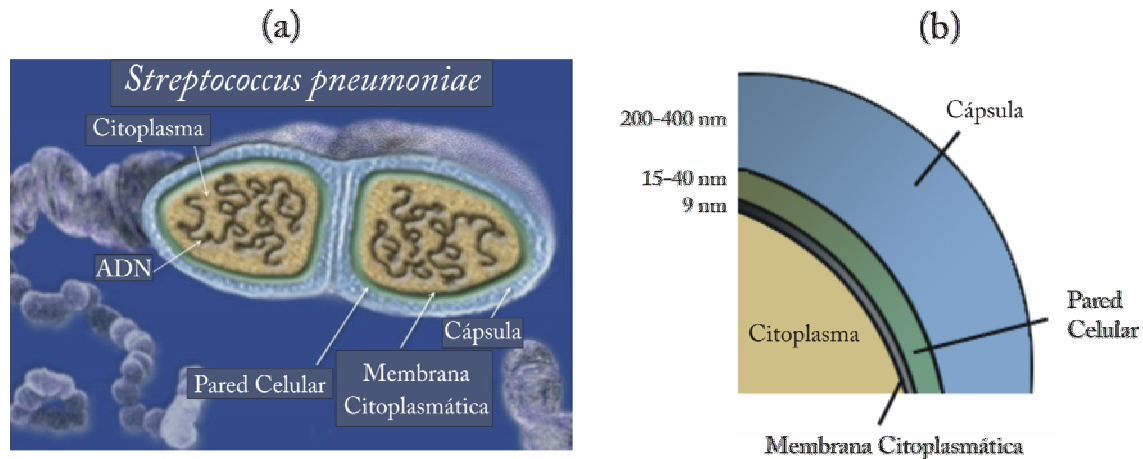 (a)
Streptococcus pneumoniae
Citoplasma
ADN
Cápsula
Pared Celular
Membrana
Citoplasmática
(b)
200-400 nm
15-40 nm
9 nm
Cápsula
Citoplasma
Pared
Celular
Membrana Citoplasmática